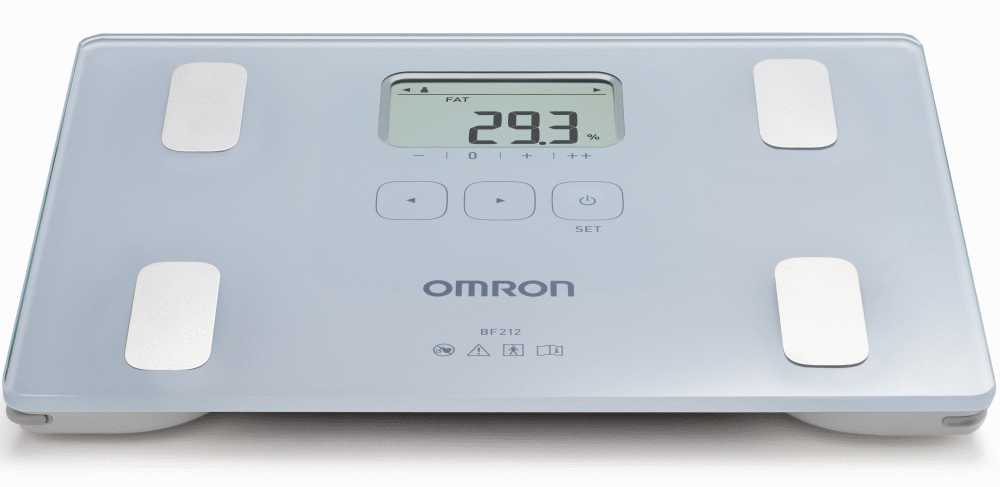 FAT
29.3 %
− | 0 | + | ++
SET
OMRON
BF212